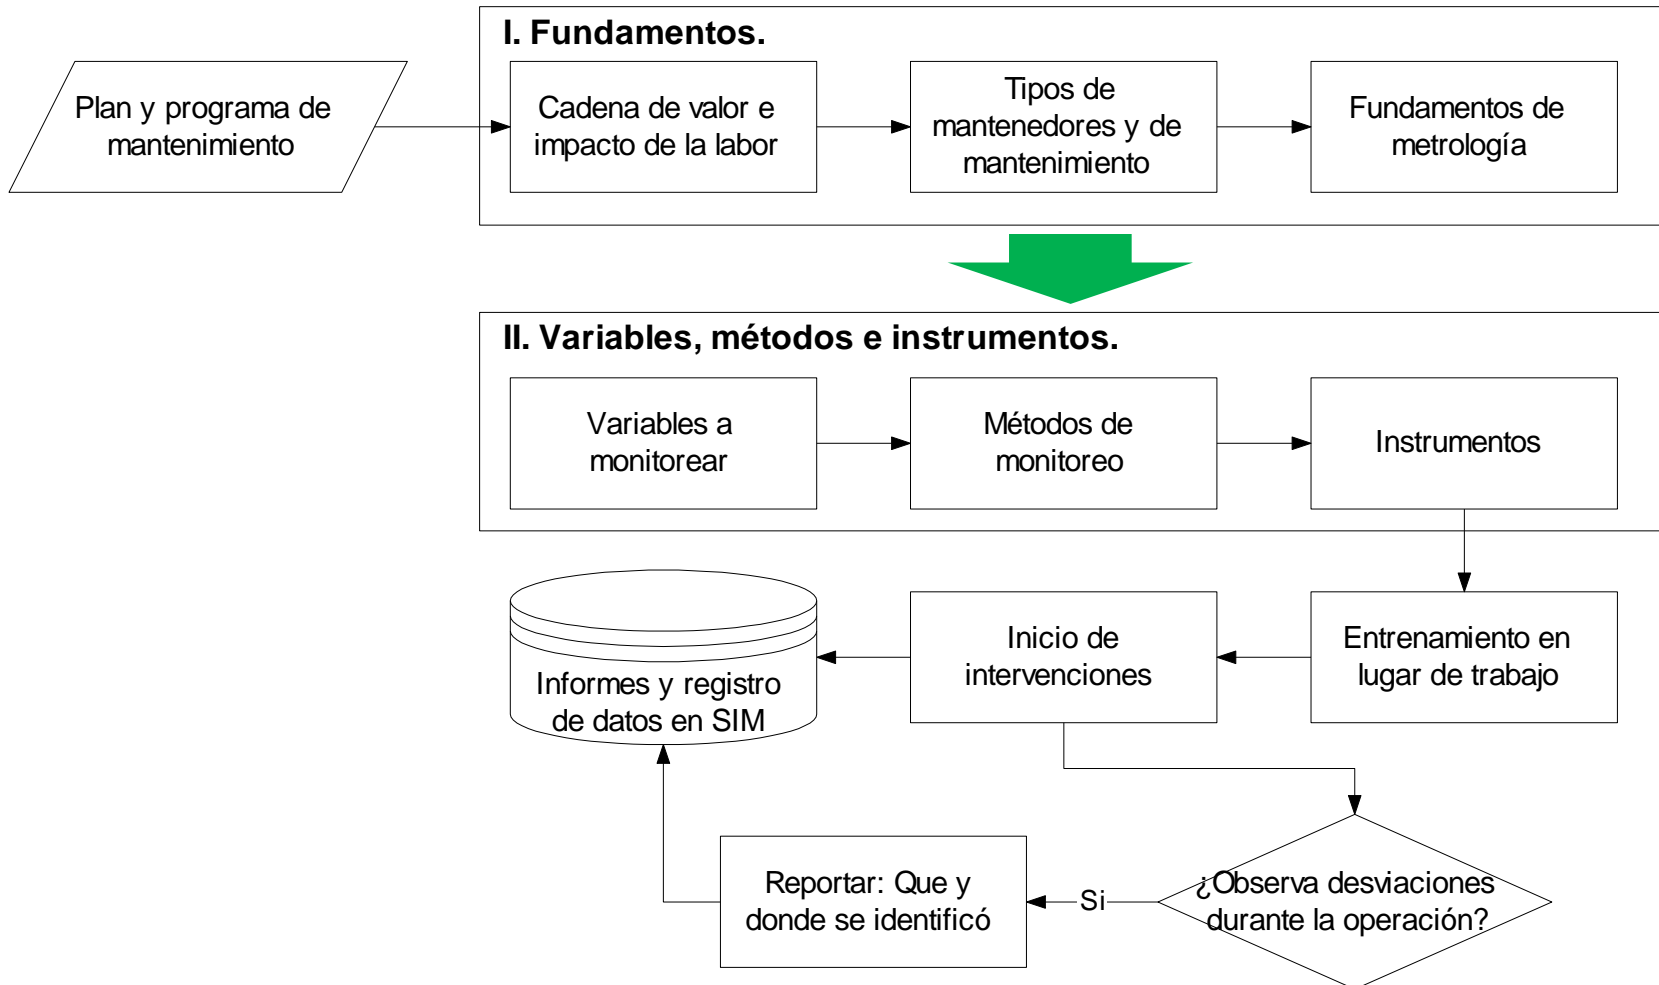 I. Fundamentos.
Plan y programa de
mantenimiento
Cadena de valor e
impacto de la labor
Tipos de
mantenedores y de
mantenimiento
Fundamentos de
metrología
II. Variables, métodos e instrumentos.
Variables a
monitorear
Métodos de
monitoreo
Instrumentos
Informes y registro
de datos en SIM
Inicio de
intervenciones
Entrenamiento en
lugar de trabajo
Reportar: Que y
donde se identificó
Si
¿Observa desviaciones
durante la operación?